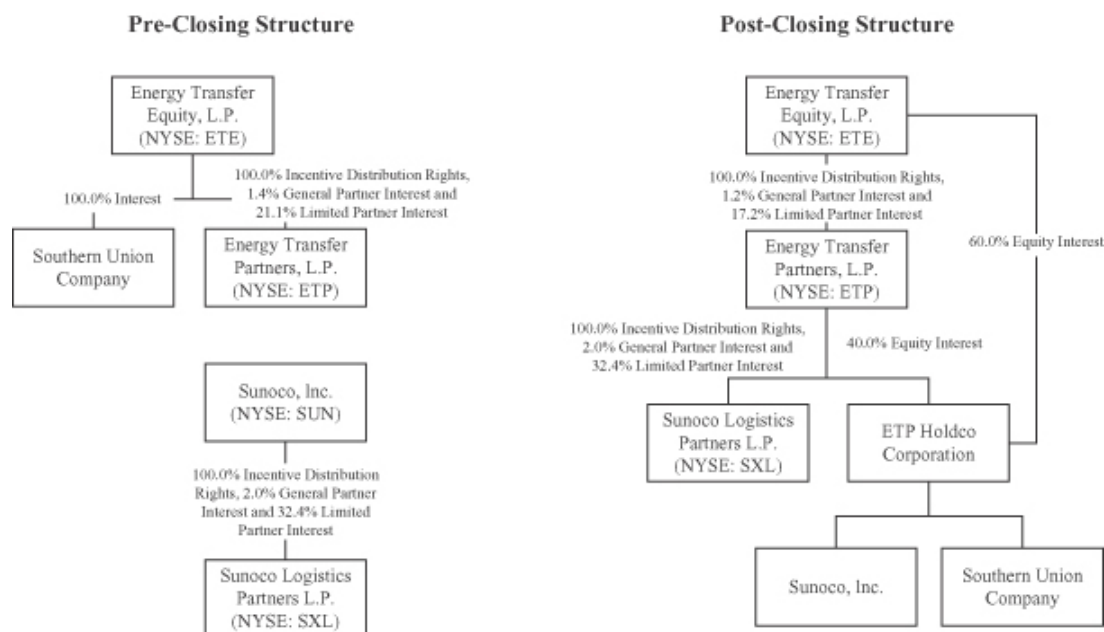 Pre-Closing Structure
Energy Transfer
Equity, L.P.
(NYSE: ETE)
100.0% Interest
100.0% Incentive Distribution Rights,
1.4% General Partner Interest and
21.1% Limited Partner Interest
Southern Union
Company
Energy Transfer
Partners, L.P.
(NYSE: ETP)
Sunoco, Inc.
(NYSE: SUN)
100.0% Incentive Distribution
Rights, 2.0% General Partner
Interest and 32.4% Limited
Partner Interest
Sunoco Logistics
Partners L.P.
(NYSE: SXL)
Post-Closing Structure
Energy Transfer
Equity, L.P.
(NYSE: ETE)
100.0% Incentive Distribution Rights,
1.2% General Partner Interest and
17.2% Limited Partner Interest
60.0% Equity Interest
Energy Transfer
Partners, L.P.
(NYSE: ETP)
100.0% Incentive Distribution Rights,
2.0% General Partner Interest and
32.4% Limited Partner Interest
40.0% Equity Interest
Sunoco Logistics
Partners L.P.
(NYSE: SXL)
ETP Holdco
Corporation
Sunoco, Inc.
Southern Union
Company